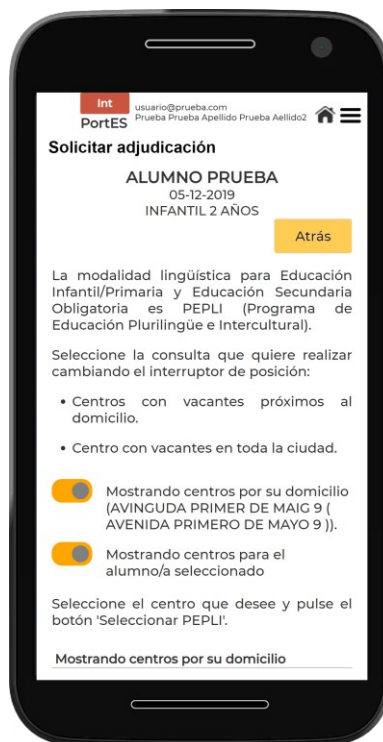 Int
PortES
usuario@prueba.com
Prueba Prueba Apellido Prueba Aellido2
Solicitar adjudicación
ALUMNO PRUEBA
05-12-2019
INFANTIL 2 AÑOS
Atrás
La modalidad lingüística para Educación
Infantil/Primaria y Educación Secundaria
Obligatoria es PEPLI (Programa de
Educación Plurilingüe e Intercultural).
Seleccione la consulta que quiere realizar
cambiando el interruptor de posición:
• Centros con vacantes próximos al
domicilio.
• Centro con vacantes en toda la ciudad.
Mostrando centros por su domicilio
(AVINGUDA PRIMER DE MAIG 9 (
AVENIDA PRIMERO DE MAYO 9 )).
Mostrando centros para el
alumno/a seleccionado
Seleccione el centro que desee y pulse el
botón 'Seleccionar PEPLI'.
Mostrando centros por su domicilio